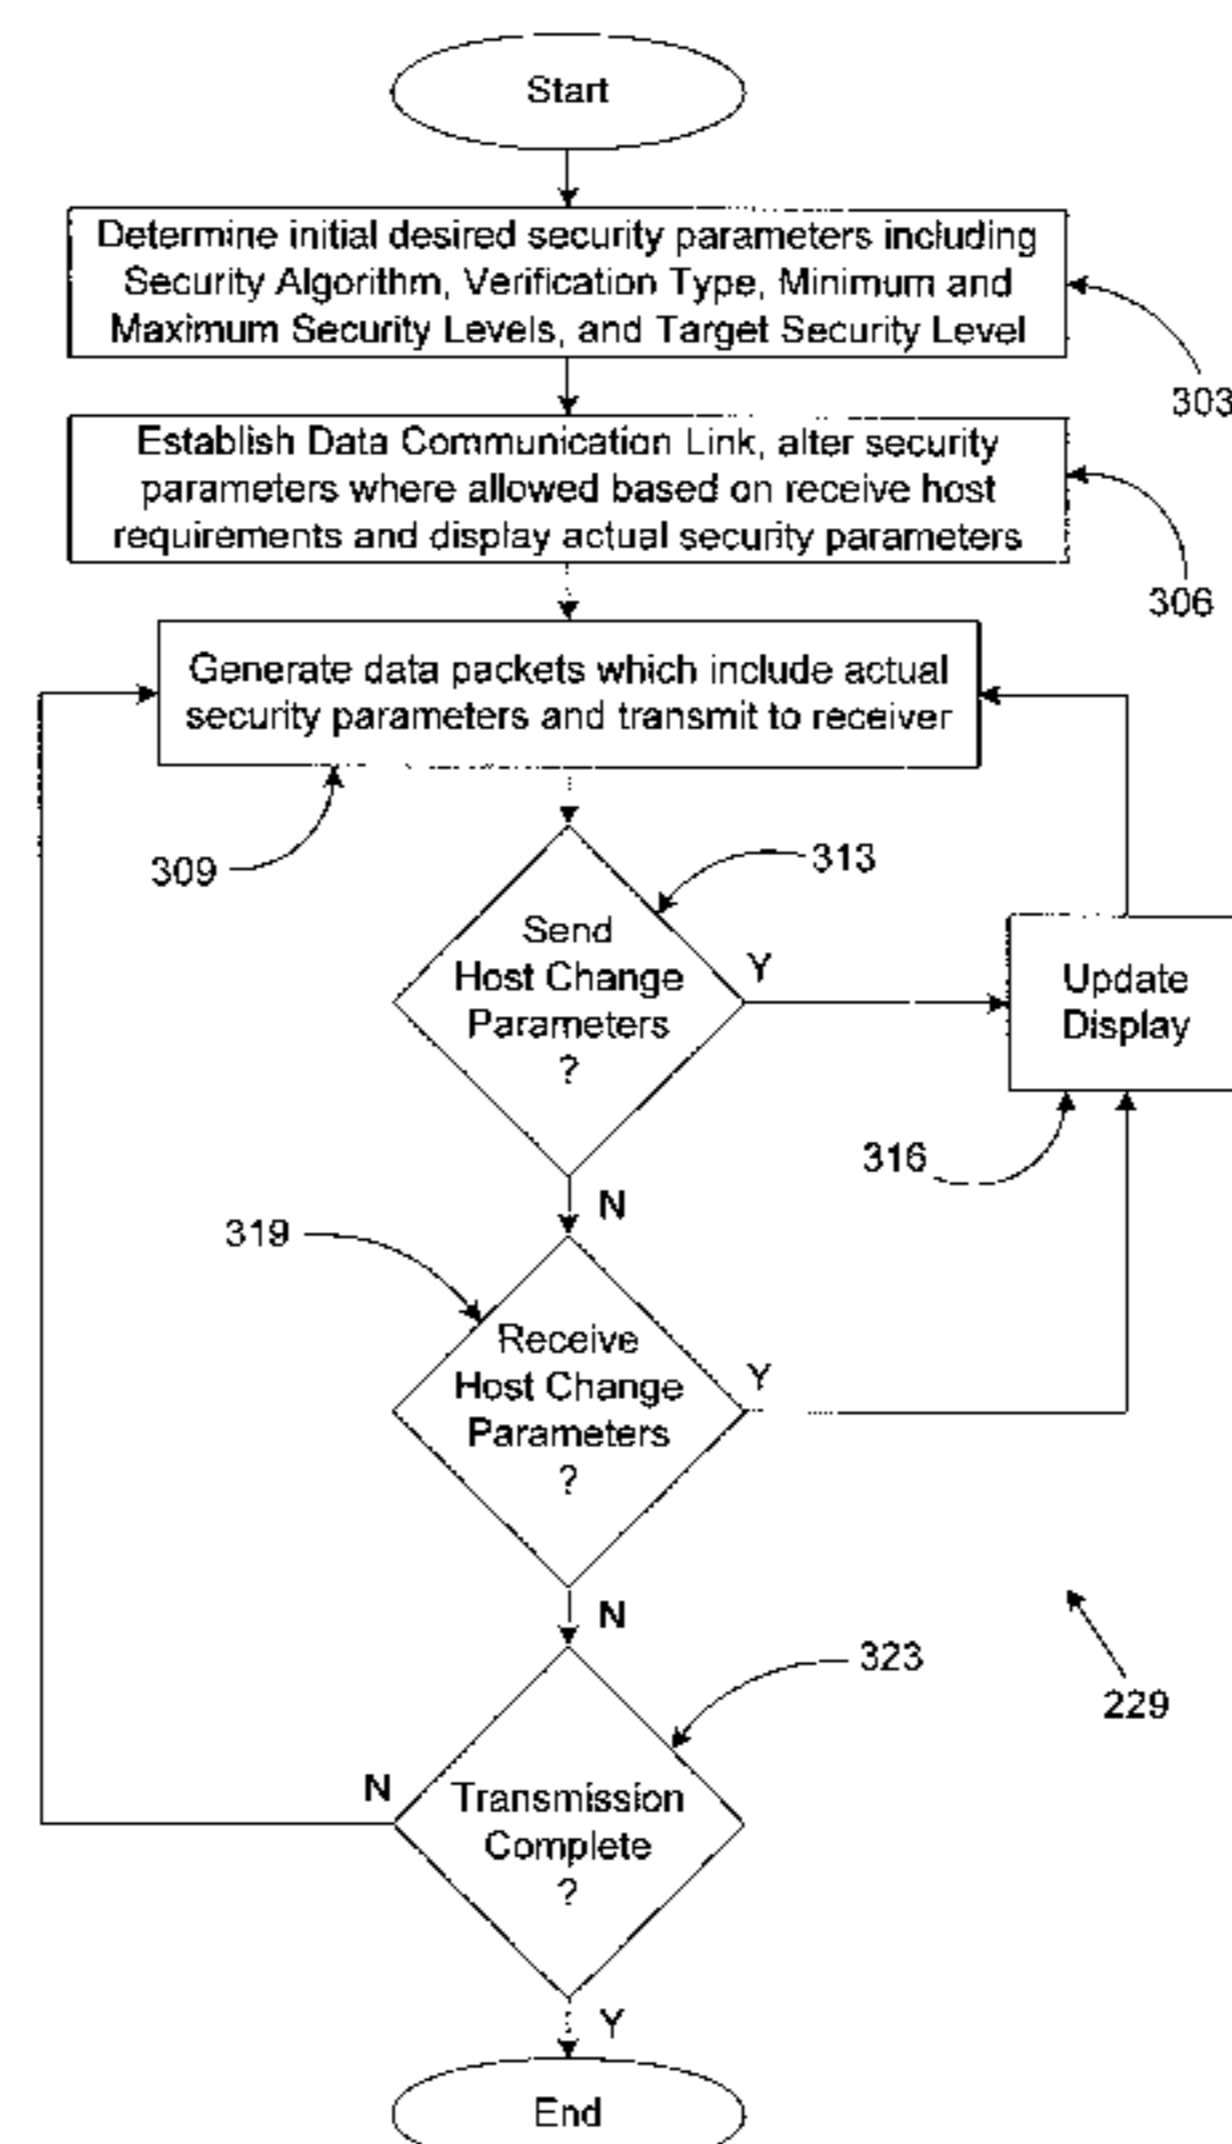 Start
Determine initial desired security parameters including
Security Algorithm, Verification Type, Minimum and
Maximum Security Levels, and Target Security Level
303
Establish Data Communication Link, alter security
parameters where allowed based on receive host
requirements and display actual security parameters
306
Generate data packets which include actual
security parameters and transmit to receiver
309
313
Send
Host Change
Parameters
?
Y
Update
Display
316
N
319
Receive
Host Change
Parameters
?
Y
N
323
229
N
Transmission
Complete
?
Y
End